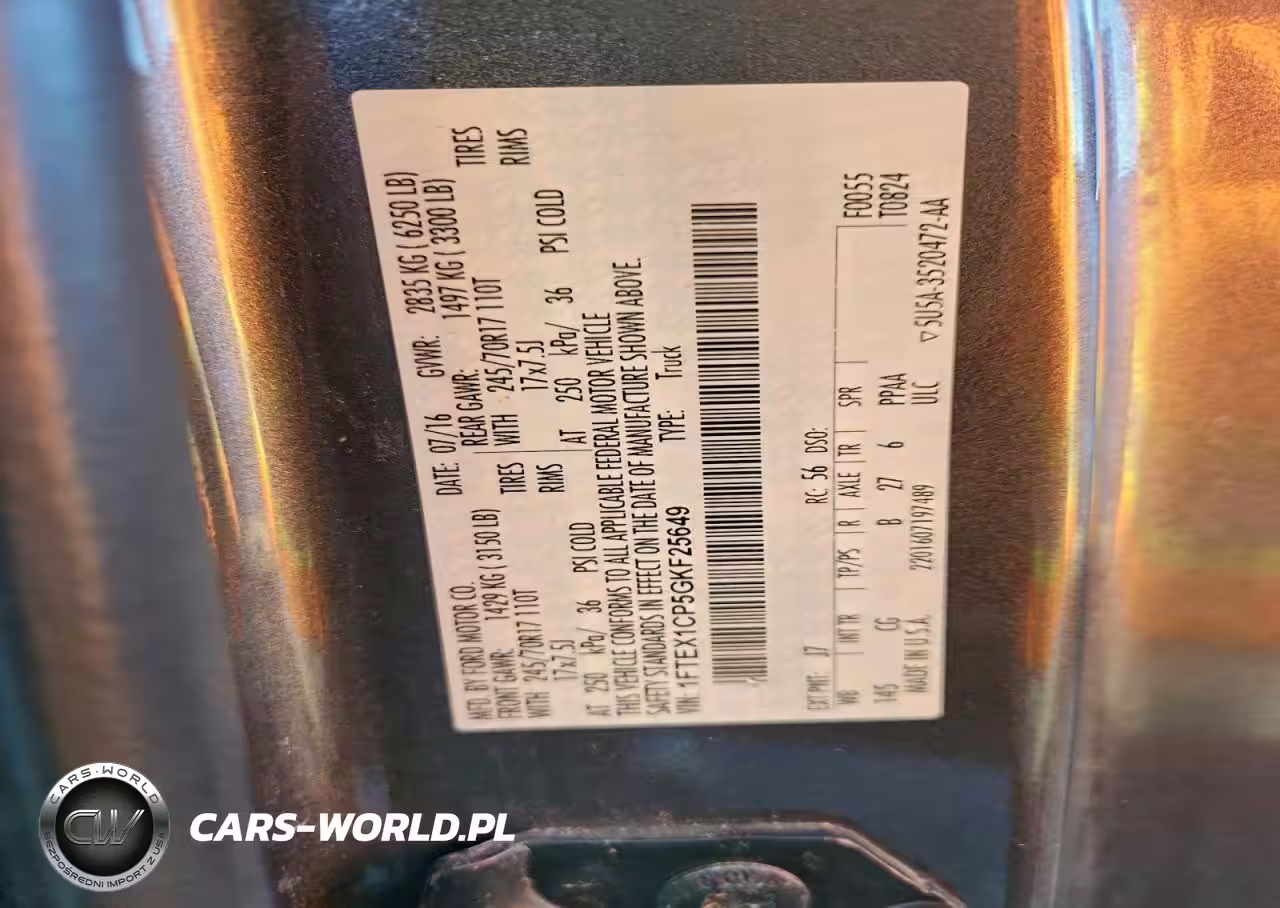 MFD. BY FORD MOTOR CO.
DATE: 07/16 GVWR: 2835 KG ( 6250 LB)
FRONT GAWR: 1429 KG ( 3150 LB) REAR GAWR: 1497 KG ( 3300 LB)
WITH 245/70R17 110T TIRES WITH 245/70R17 110T TIRES
17x7.5J RIMS 17x7.5J RIMS
AT 250 kPa/ 36 PSI COLD AT 250 kPa/ 36 PSI COLD
THIS VEHICLE CONFORMS TO ALL APPLICABLE FEDERAL MOTOR VEHICLE
SAFETY STANDARDS IN EFFECT ON THE DATE OF MANUFACTURE SHOWN ABOVE.
VIN: 1FTEX1CP5GKF25649 TYPE: Truck
EXT PNT: J7 RC: 56 DSO: F0055
WB | INT TR | TP/PS | R | AXLE | TR | SPR T0824
145 CG B 27 6 PPAA
MADE IN U.S.A. 220160719J489 ULC 5U5A-3520472-AA
CARS-WORLD
CW
BEZPOŚREDNI IMPORT Z USA
CARS-WORLD.PL